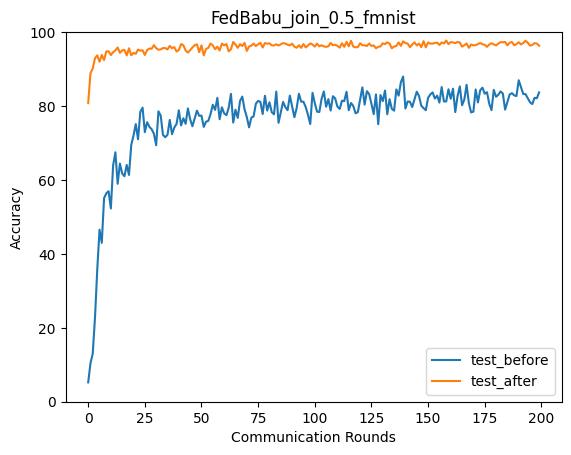 FedBabu_join_0.5_fmnist
100
80
60
40
20
0
Accuracy
0 25 50 75 100 125 150 175 200
Communication Rounds
test_before
test_after